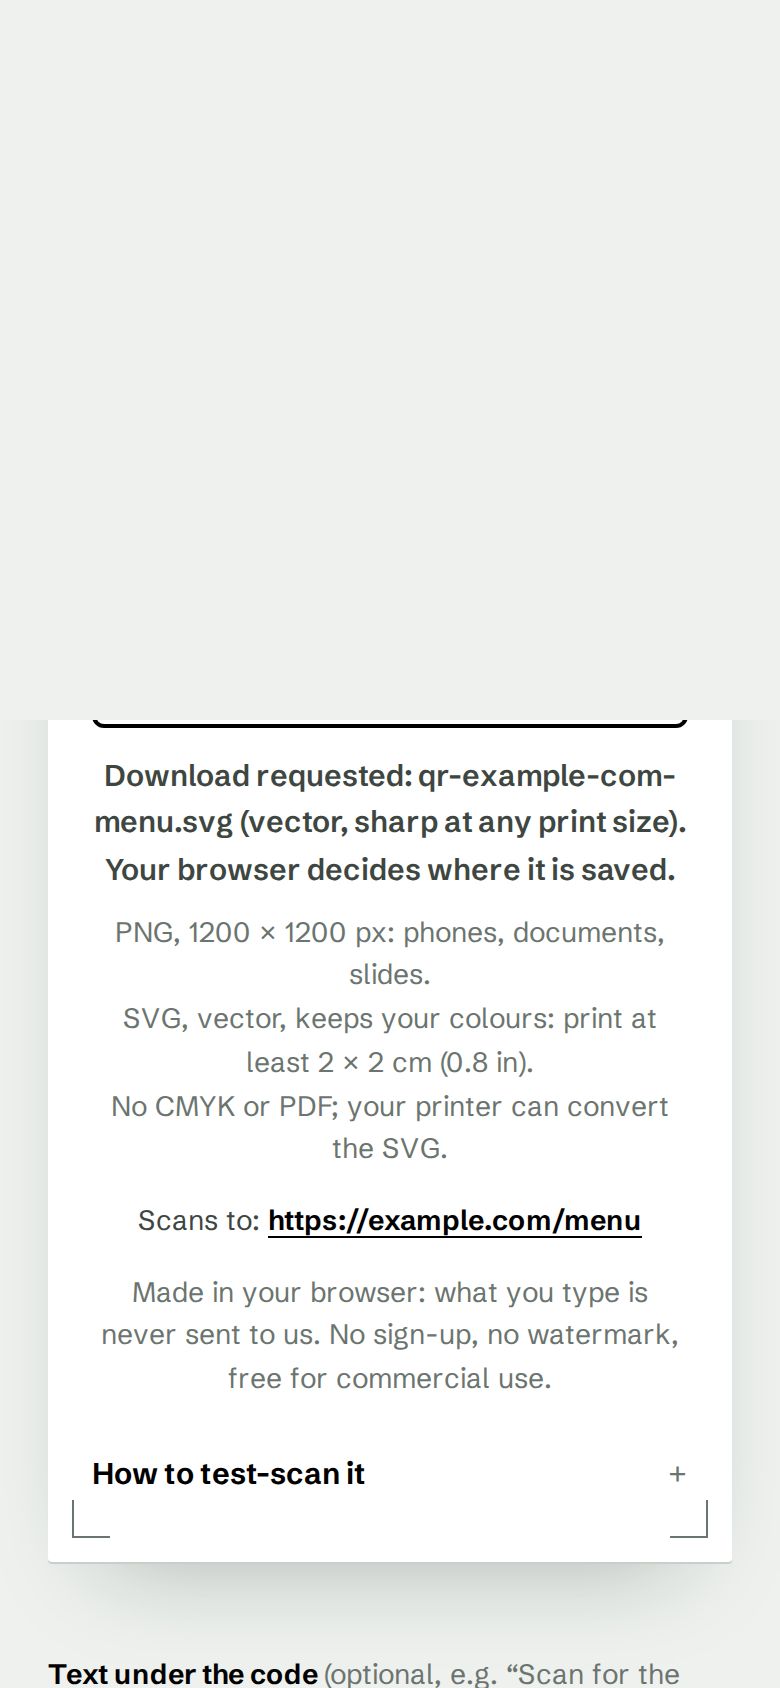 Download requested: qr-example-com-
menu.svg (vector, sharp at any print size).
Your browser decides where it is saved.
PNG, 1200 × 1200 px: phones, documents,
slides.
SVG, vector, keeps your colours: print at
least 2 × 2 cm (0.8 in).
No CMYK or PDF; your printer can convert
the SVG.
Scans to: https://example.com/menu
Made in your browser: what you type is
never sent to us. No sign-up, no watermark,
free for commercial use.
How to test-scan it +
Text under the code (optional, e.g. “Scan for the